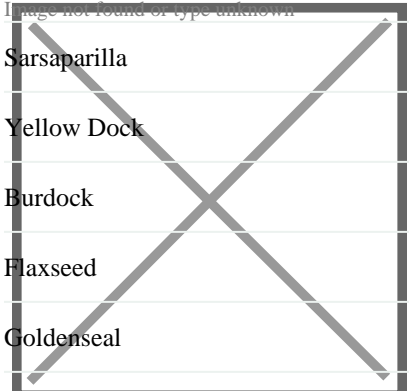 Image not found or type unknown
Sarsaparilla
Yellow Dock
Burdock
Flaxseed
Goldenseal